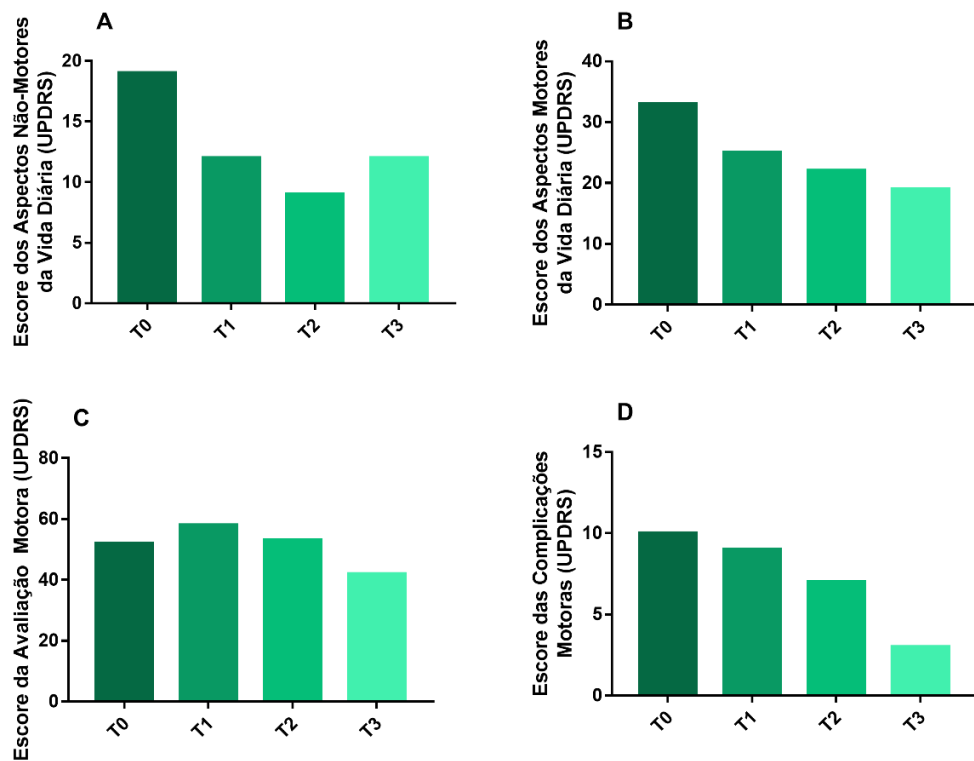 A
Escore dos Aspectos Não-Motores
da Vida Diária (UPDRS)
20
15
10
5
0
T0
T1
T2
T3
B
Escore dos Aspectos Motores
da Vida Diária (UPDRS)
40
30
20
10
0
T0
T1
T2
T3
C
Escore da Avaliação Motora (UPDRS)
80
60
40
20
0
T0
T1
T2
T3
D
Escore das Complicações
Motoras (UPDRS)
15
10
5
0
T0
T1
T2
T3